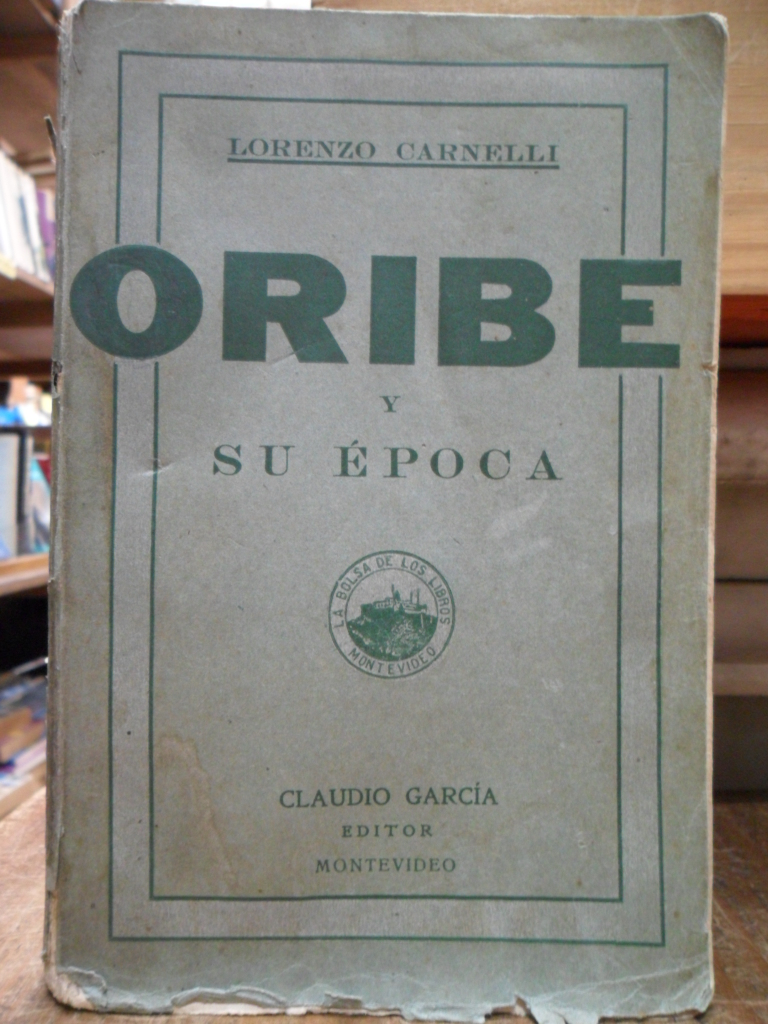 LORENZO CARNELLI
ORIBE
Y
SU ÉPOCA
LA BOLSA DE LOS LIBROS
MONTEVIDEO
CLAUDIO GARCÍA
EDITOR
MONTEVIDEO